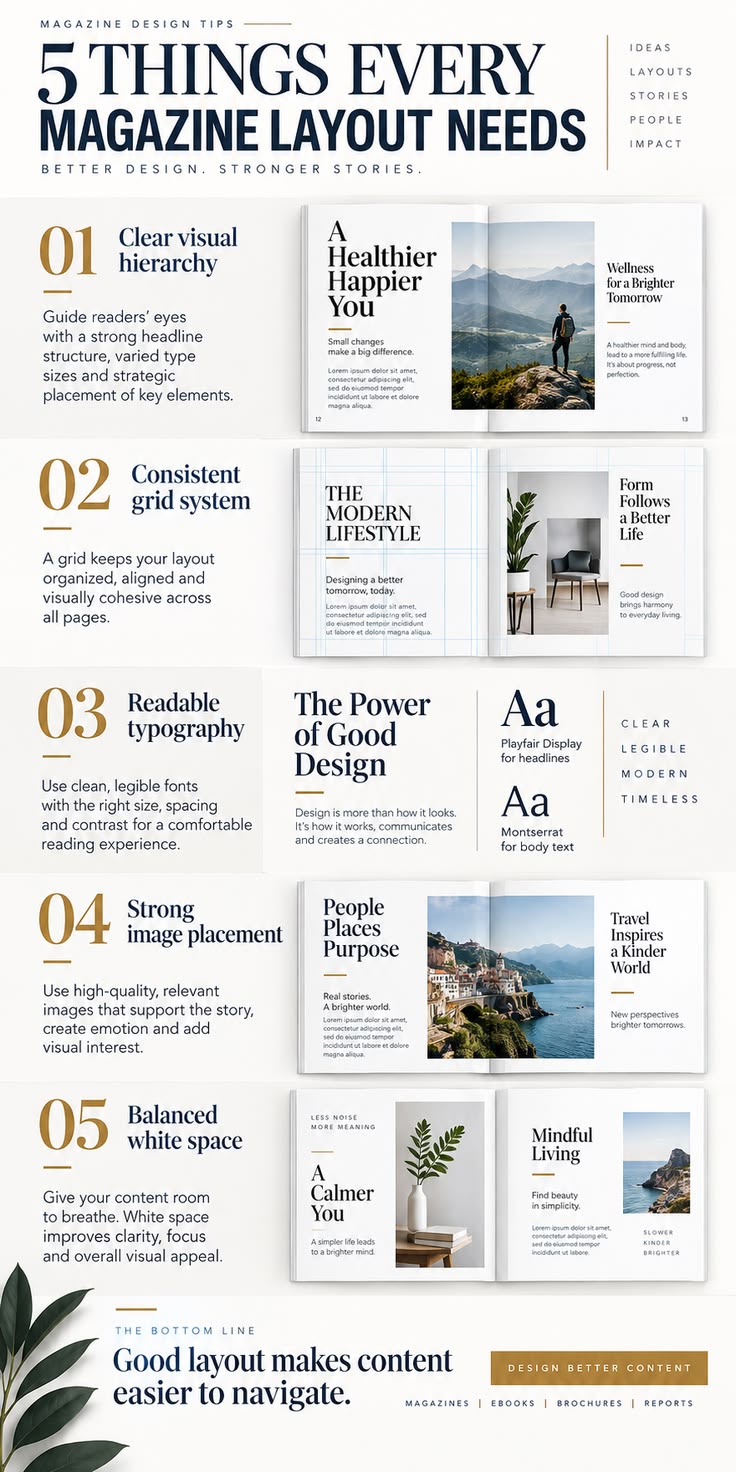 MAGAZINE DESIGN TIPS
5 THINGS EVERY
MAGAZINE LAYOUT NEEDS
BETTER DESIGN. STRONGER STORIES.
IDEAS
LAYOUTS
STORIES
PEOPLE
IMPACT
01
Clear visual
hierarchy
Guide readers' eyes
with a strong headline
structure, varied type
sizes and strategic
placement of key elements.
A
Healthier
Happier
You
Small changes
make a big difference.
Lorem ipsum dolor sit amet,
consectetur adipiscing elit,
sed do eiusmod tempor
incididunt ut labore et dolore
magna aliqua.
12
Wellness
for a Brighter
Tomorrow
A healthier mind and body,
lead to a more fulfilling life.
It's about progress, not
perfection.
13
02
Consistent
grid system
A grid keeps your layout
organized, aligned and
visually cohesive across
all pages.
THE
MODERN
LIFESTYLE
Designing a better
tomorrow, today.
Lorem ipsum dolor sit amet,
consectetur adipiscing elit, sed
do eiusmod tempor incididunt
ut labore et dolore magna aliqua.
Form
Follows
a Better
Life
Good design
brings harmony
to everyday living.
03
Readable
typography
Use clean, legible fonts
with the right size, spacing
and contrast for a comfortable
reading experience.
The Power
of Good
Design
Design is more than how it looks.
It's how it works, communicates
and creates a connection.
Aa
Playfair Display
for headlines
Aa
Montserrat
for body text
CLEAR
LEGIBLE
MODERN
TIMELESS
04
Strong
image placement
Use high-quality, relevant
images that support the story,
create emotion and add
visual interest.
People
Places
Purpose
Real stories.
A brighter world.
Lorem ipsum dolor sit amet,
consectetur adipiscing elit,
sed do eiusmod tempor
incididunt ut labore et dolore
magna aliqua.
Travel
Inspires
a Kinder
World
New perspectives
brighter tomorrows.
05
Balanced
white space
Give your content room
to breathe. White space
improves clarity, focus
and overall visual appeal.
LESS NOISE
MORE MEANING
A
Calmer
You
A simpler life leads
to a brighter mind.
Mindful
Living
Find beauty
in simplicity.
Lorem ipsum dolor sit amet,
consectetur adipiscing elit, sed
do eiusmod tempor incididunt
ut labore.
SLOWER
KINDER
BRIGHTER
THE BOTTOM LINE
Good layout makes content
easier to navigate.
DESIGN BETTER CONTENT
MAGAZINES | EBOOKS | BROCHURES | REPORTS